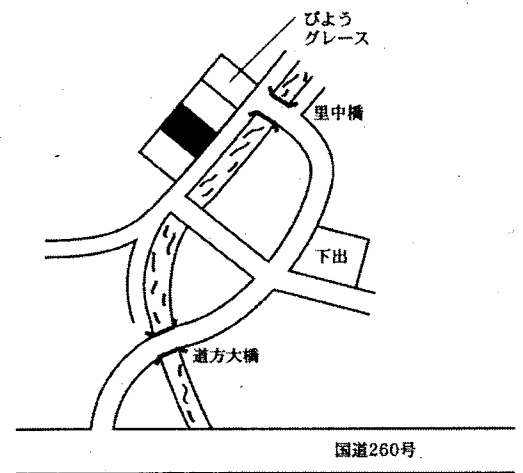 びよう
グレース
里中橋
下出
道方大橋
国道260号